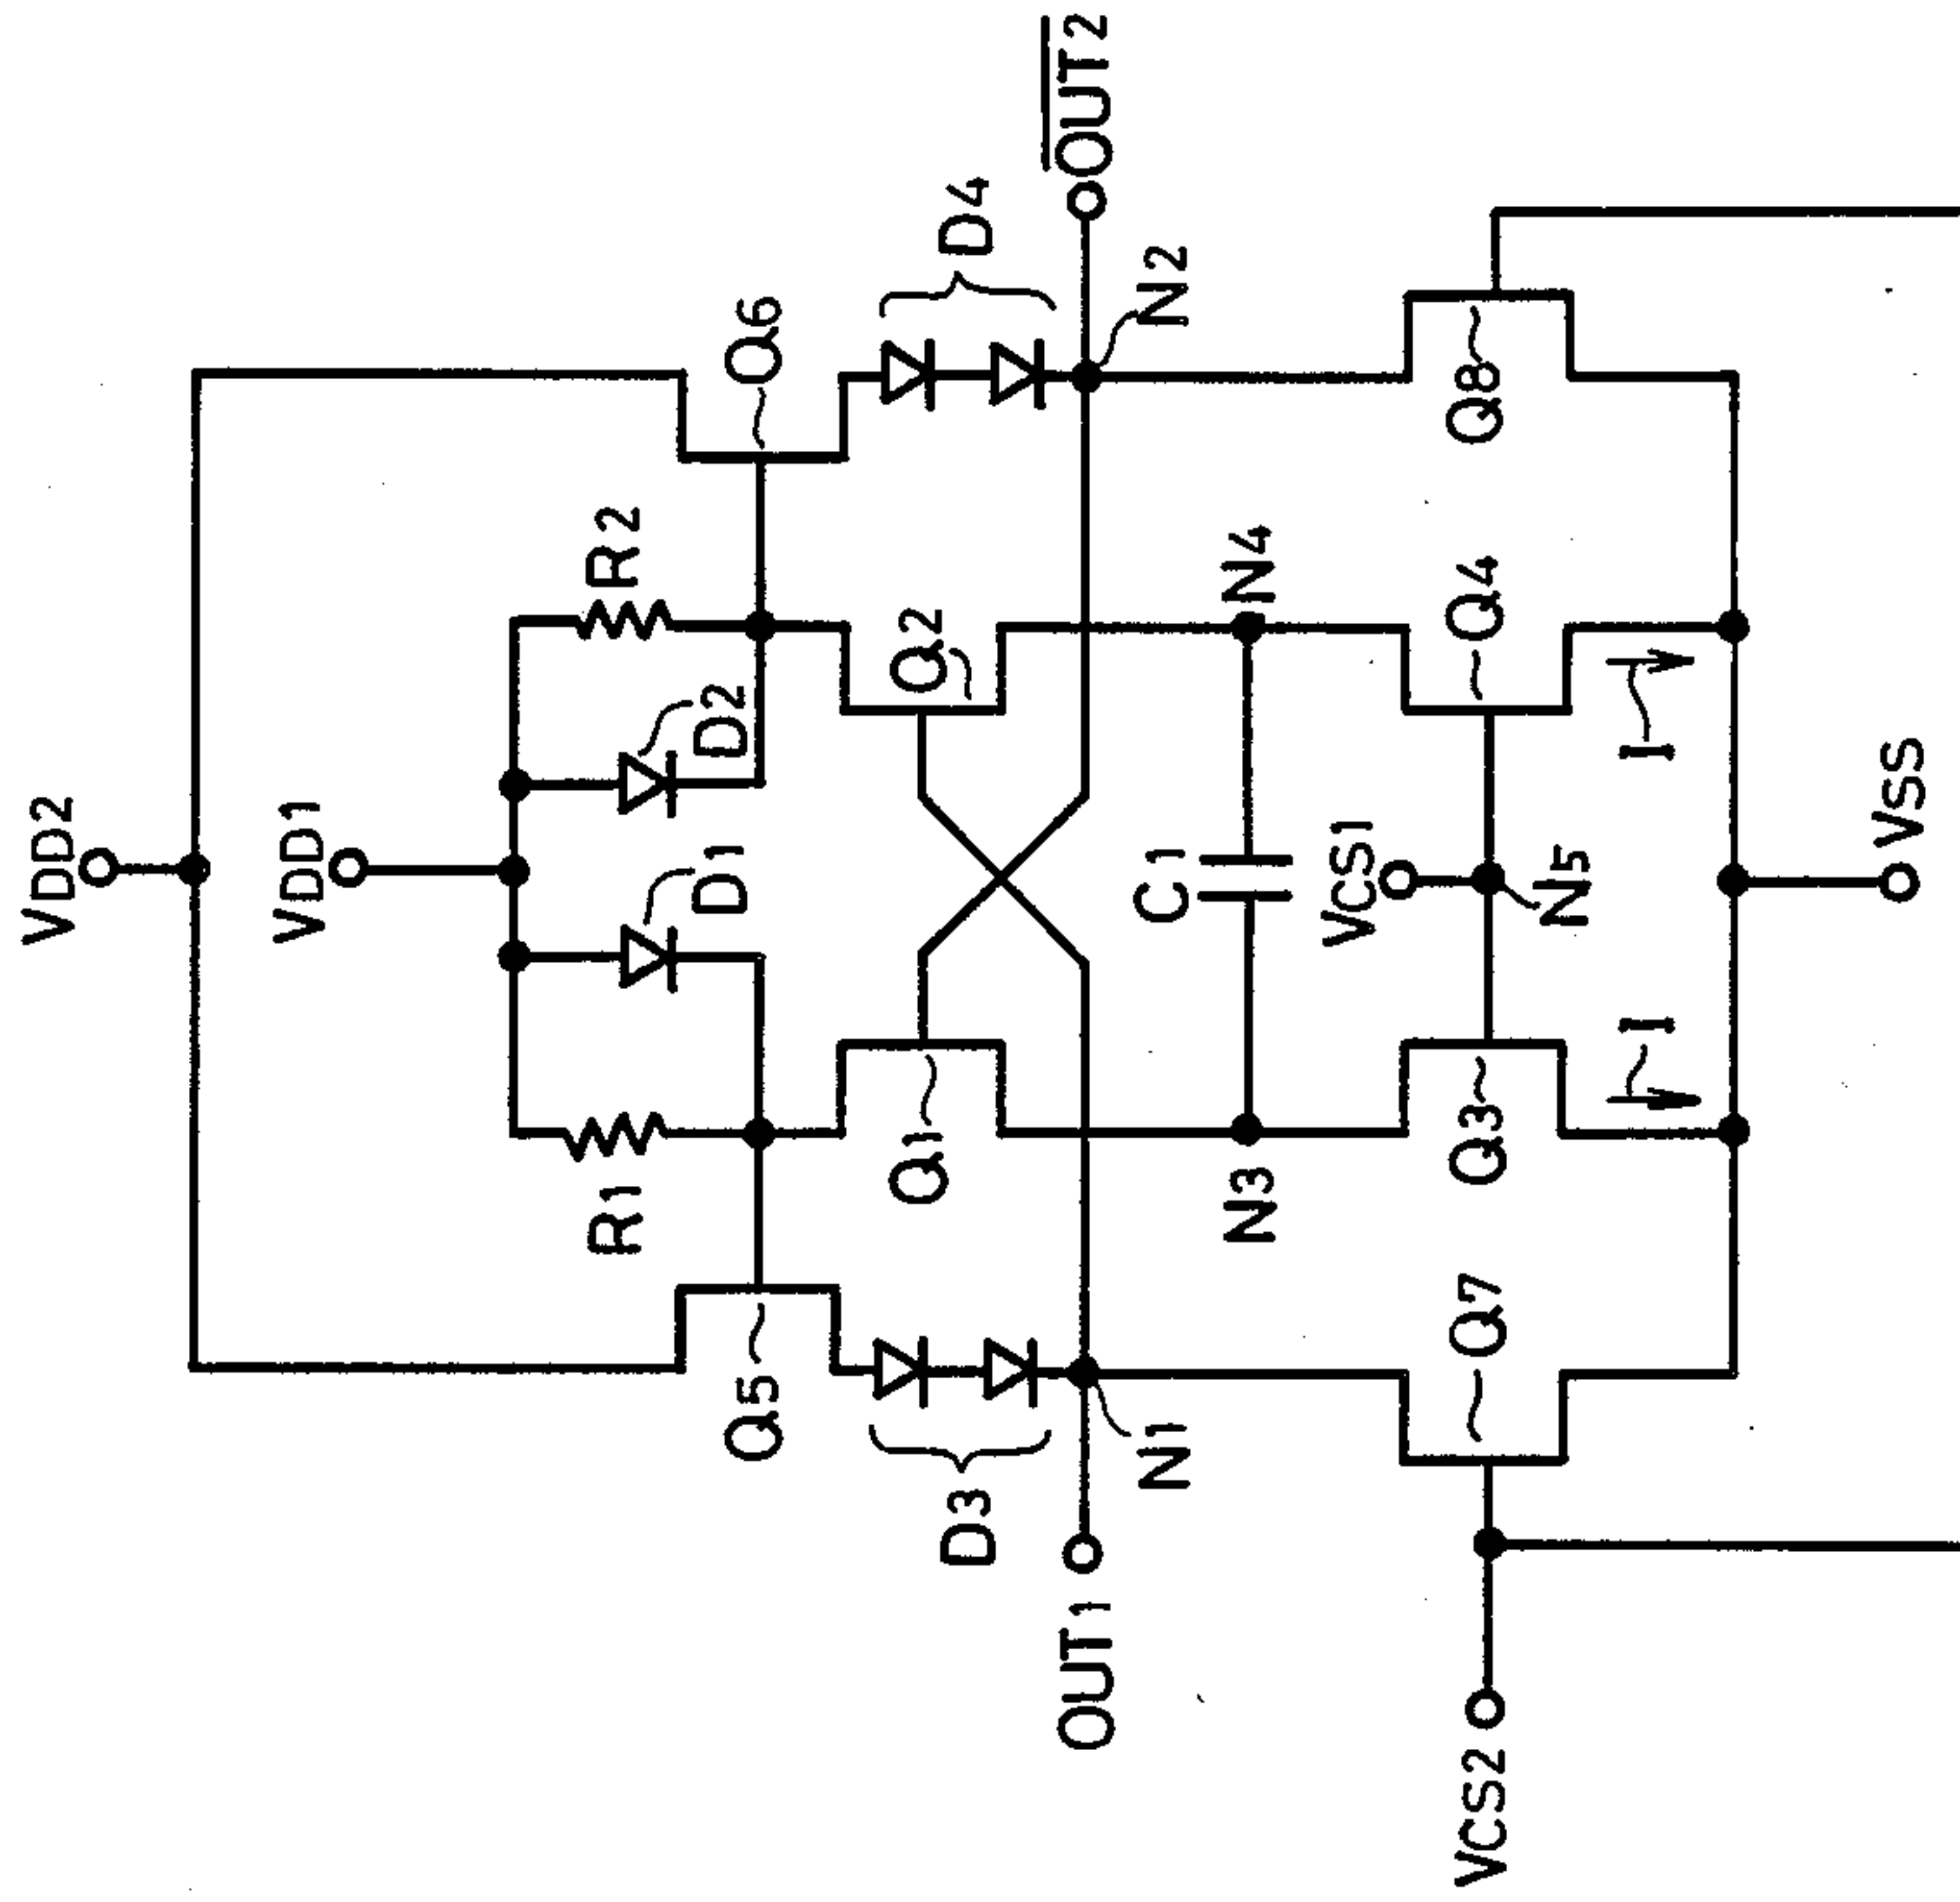 VDD2
VDD1
R1
R2
D1
D2
Q5
Q6
Q1
Q2
D3
D4
OUT1
OUT2
N1
N2
N3
N4
C1
VCS1
VCS2
Q7
Q3
Q4
Q8
N5
I
I
VSS